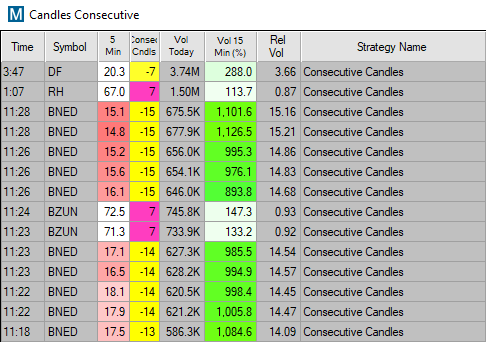 M Candles Consecutive
Time Symbol 5 Min Consec Cndls Vol Today Vol 15 Min (%) Rel Vol Strategy Name
3:47 DF 20.3 -7 3.74M 288.0 3.66 Consecutive Candles
1:07 RH 67.0 7 1.50M 113.7 0.87 Consecutive Candles
11:28 BNED 15.1 -15 675.5K 1,101.6 15.16 Consecutive Candles
11:28 BNED 14.8 -15 677.9K 1,126.5 15.21 Consecutive Candles
11:26 BNED 15.2 -15 656.0K 995.3 14.86 Consecutive Candles
11:26 BNED 15.6 -15 654.1K 976.1 14.83 Consecutive Candles
11:26 BNED 16.1 -15 646.0K 893.8 14.68 Consecutive Candles
11:24 BZUN 72.5 7 745.8K 147.3 0.93 Consecutive Candles
11:23 BZUN 71.3 7 733.9K 133.2 0.92 Consecutive Candles
11:23 BNED 17.1 -14 627.3K 985.5 14.54 Consecutive Candles
11:23 BNED 16.5 -14 628.2K 994.9 14.57 Consecutive Candles
11:22 BNED 18.1 -14 620.5K 998.4 14.45 Consecutive Candles
11:22 BNED 17.9 -14 621.2K 1,005.8 14.47 Consecutive Candles
11:18 BNED 17.5 -13 586.3K 1,084.6 14.09 Consecutive Candles